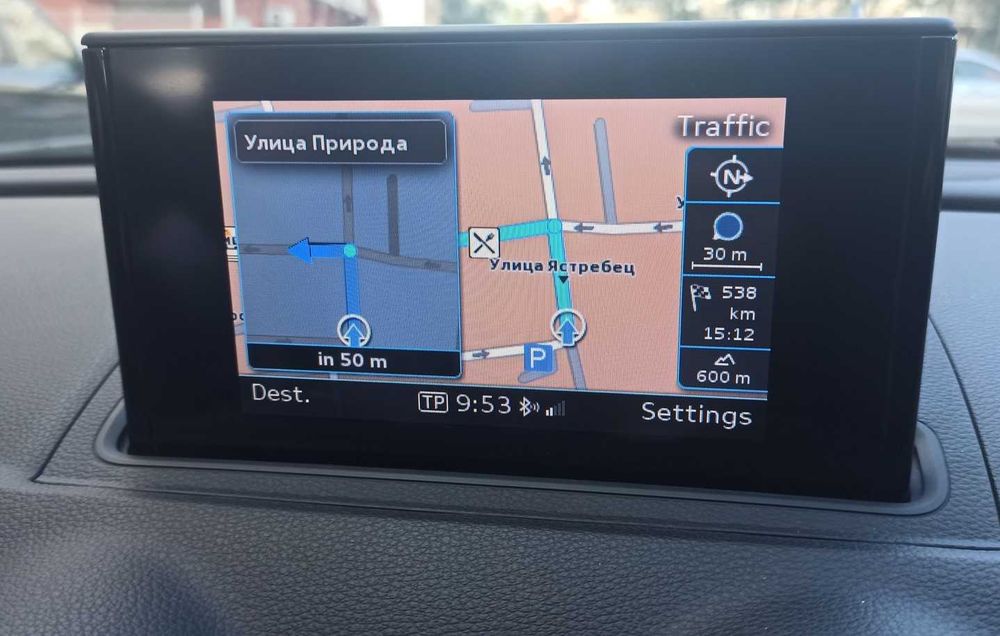 Улица Природа
in 50 m
Улица Ястребец
P
Traffic
N
30 m
538
km
15:12
600 m
Dest.
TP 9:53
Settings